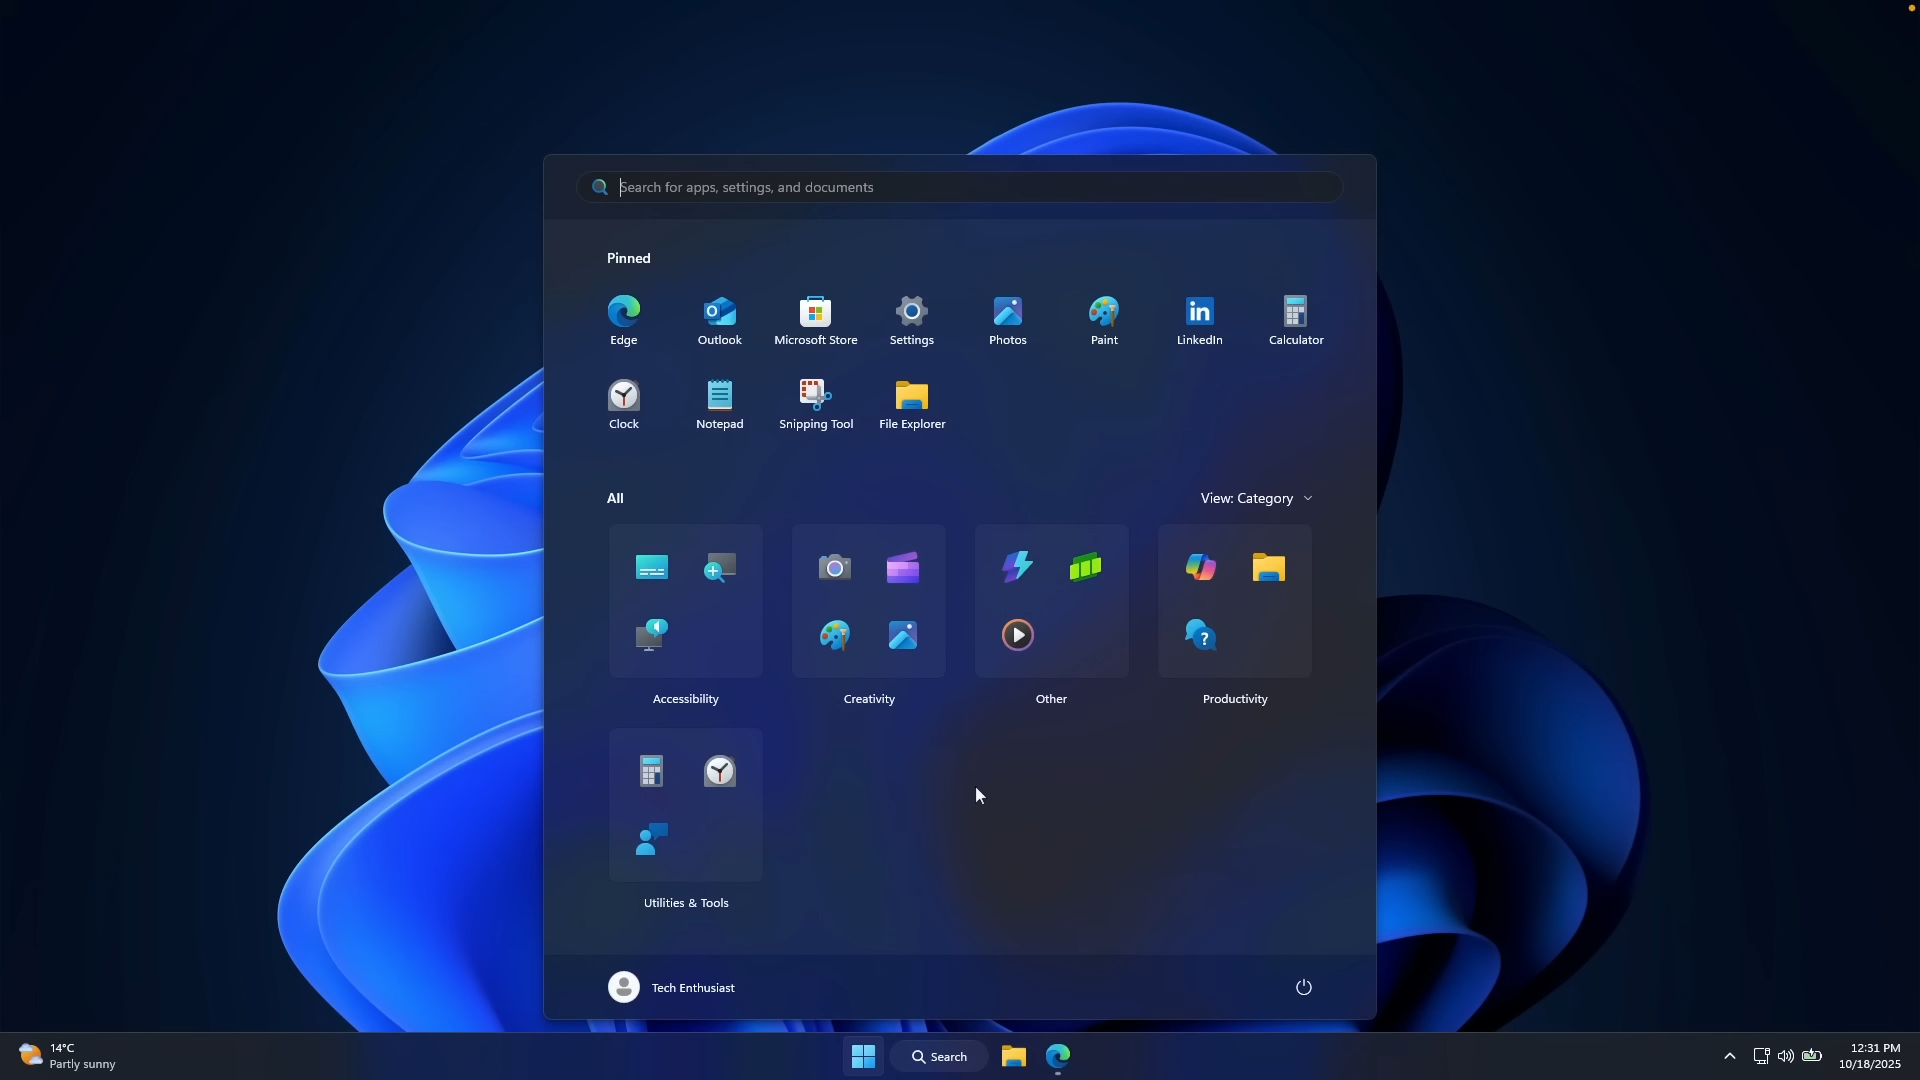 Search for apps, settings, and documents
Pinned
Edge
Outlook
Microsoft Store
Settings
Photos
Paint
LinkedIn
Calculator
Clock
Notepad
Snipping Tool
File Explorer
All
View: Category
Accessibility
Creativity
Other
Productivity
Utilities & Tools
Tech Enthusiast
14°C
Partly sunny
Search
12:31 PM
10/18/2025